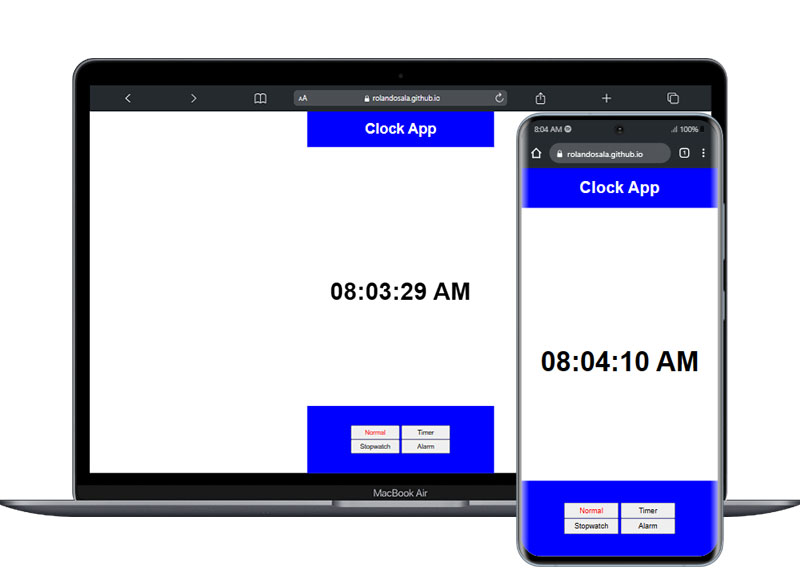 AA
rolandosala.github.io
Clock App
08:03:29 AM
Normal
Timer
Stopwatch
Alarm
MacBook Air
8:04 AM
100%
rolandosala.github.io
1
Clock App
08:04:10 AM
Normal
Timer
Stopwatch
Alarm